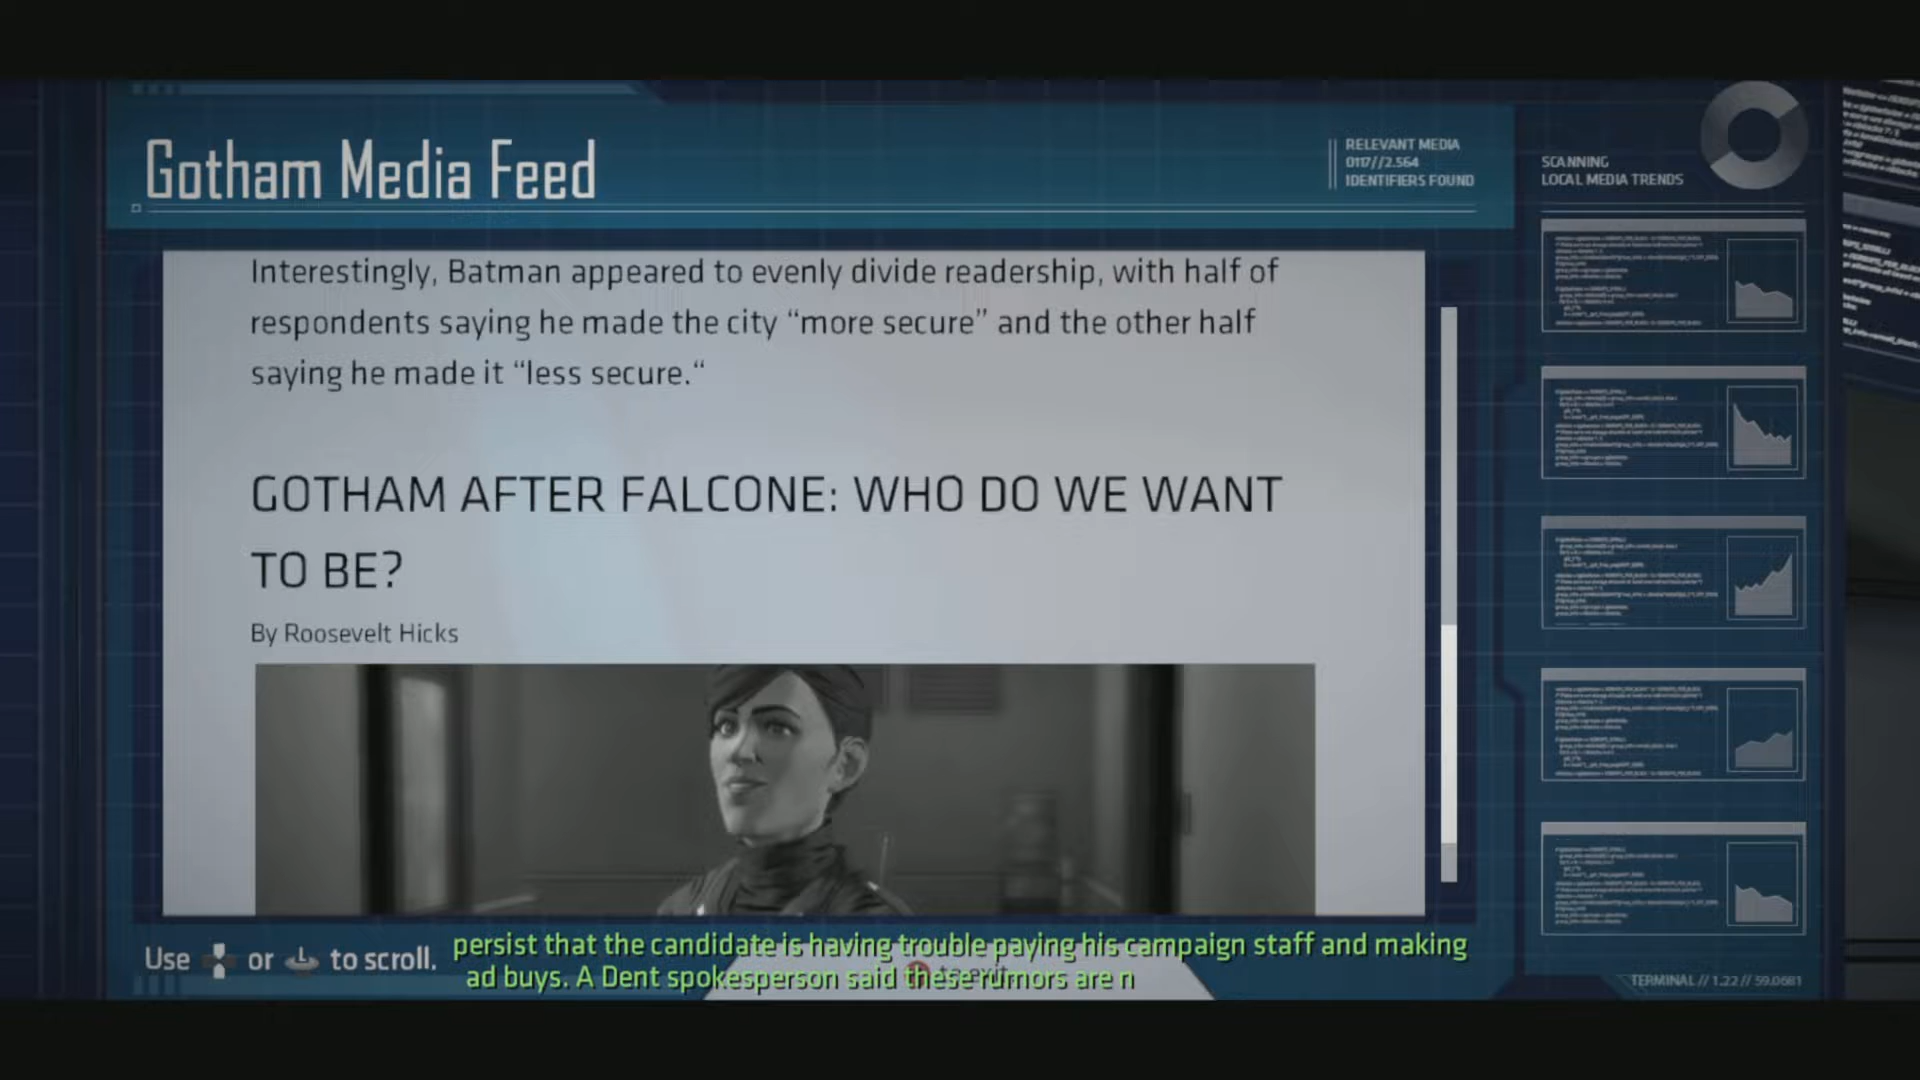 Gotham Media Feed
RELEVANT MEDIA
0117//2.564
IDENTIFIERS FOUND
SCANNING
LOCAL MEDIA TRENDS
Interestingly, Batman appeared to evenly divide readership, with half of
respondents saying he made the city “more secure” and the other half
saying he made it “less secure.“
GOTHAM AFTER FALCONE: WHO DO WE WANT
TO BE?
By Roosevelt Hicks
Use or to scroll.
to exit
persist that the candidate is having trouble paying his campaign staff and making
ad buys. A Dent spokesperson said these rumors are n
TERMINAL // 1.22 // 59.0681